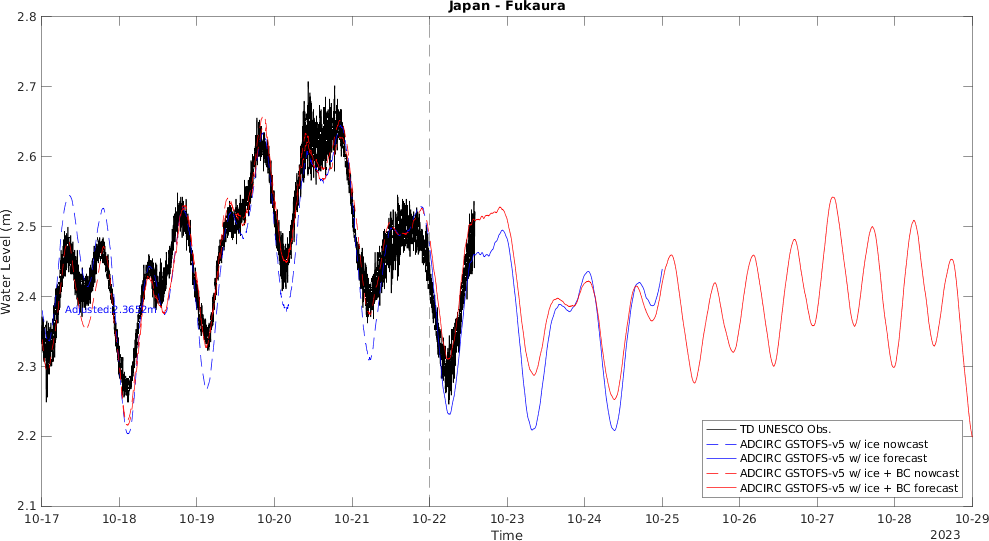 Japan - Fukaura
2.8
2.7
2.6
2.5
2.4
2.3
2.2
2.1
Water Level (m)
Adjusted:2.3652m
10-17 10-18 10-19 10-20 10-21 10-22 10-23 10-24 10-25 10-26 10-27 10-28 10-29
Time
2023
TD UNESCO Obs.
ADCIRC GSTOFS-v5 w/ ice nowcast
ADCIRC GSTOFS-v5 w/ ice forecast
ADCIRC GSTOFS-v5 w/ ice + BC nowcast
ADCIRC GSTOFS-v5 w/ ice + BC forecast